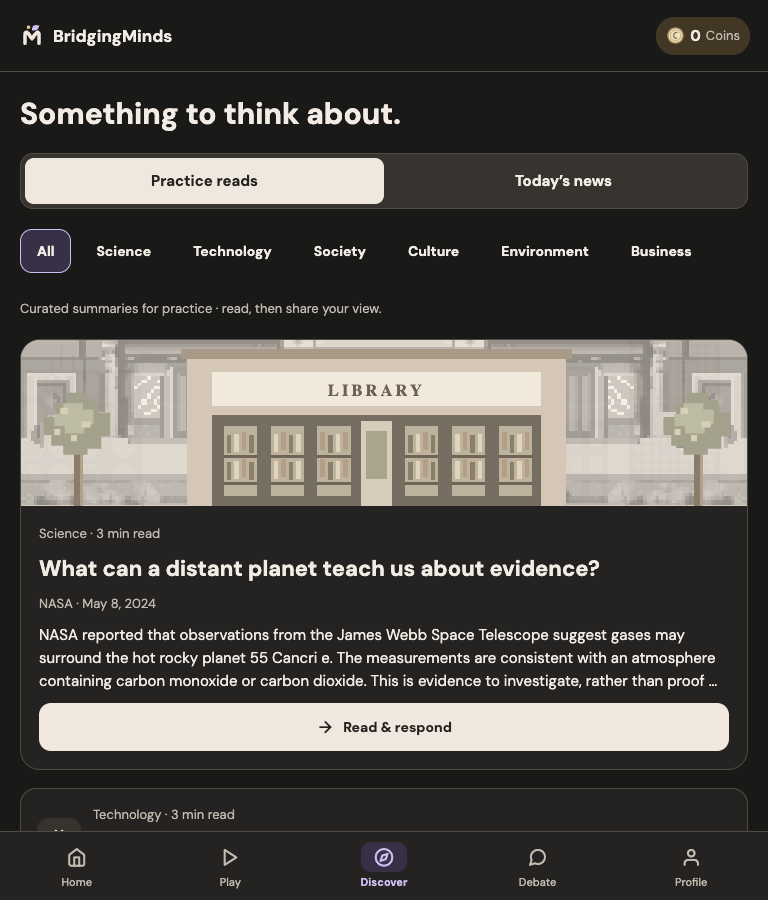 BridgingMinds
0 Coins
Something to think about.
Practice reads
Today’s news
All
Science
Technology
Society
Culture
Environment
Business
Curated summaries for practice · read, then share your view.
LIBRARY
Science · 3 min read
What can a distant planet teach us about evidence?
NASA · May 8, 2024
NASA reported that observations from the James Webb Space Telescope suggest gases may
surround the hot rocky planet 55 Cancri e. The measurements are consistent with an atmosphere
containing carbon monoxide or carbon dioxide. This is evidence to investigate, rather than proof ...
Read & respond
Technology · 3 min read
Home
Play
Discover
Debate
Profile